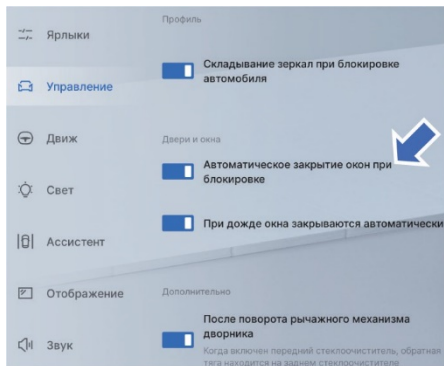 Профиль
Ярлыки
Складывание зеркал при блокировке
автомобиля
Управление
Движ
Двери и окна
Автоматическое закрытие окон при
блокировке
Свет
При дожде окна закрываются автоматически
Ассистент
Отображение
Дополнительно
После поворота рычажного механизма
дворника
Звук
Когда включен передний стеклоочиститель, обратная
тяга находится на заднем стеклоочистителе